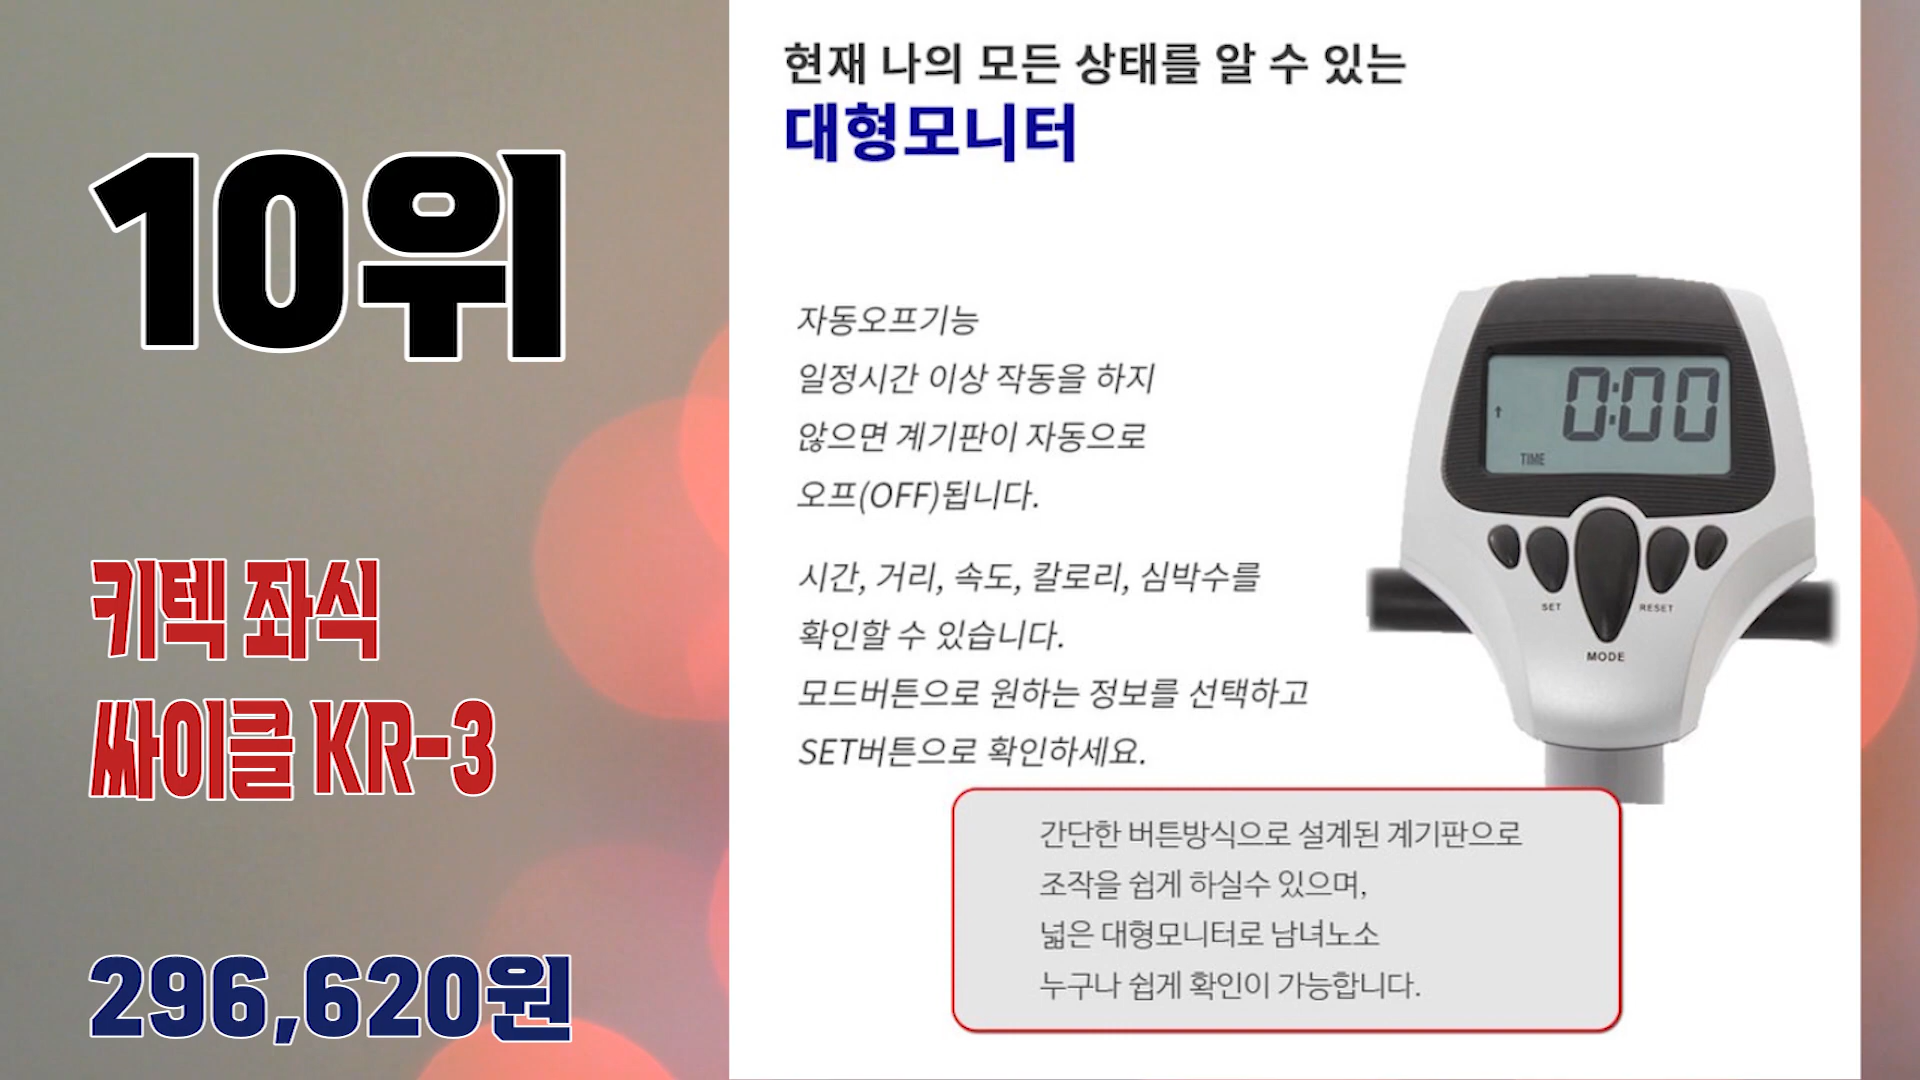 10위
키텍 좌식
싸이클 KR-3
296,620원
현재 나의 모든 상태를 알 수 있는
대형모니터
자동오프기능
일정시간 이상 작동을 하지
않으면 계기판이 자동으로
오프(OFF)됩니다.
시간, 거리, 속도, 칼로리, 심박수를
확인할 수 있습니다.
모드버튼으로 원하는 정보를 선택하고
SET버튼으로 확인하세요.
0:00
TIME
SET
RESET
MODE
간단한 버튼방식으로 설계된 계기판으로
조작을 쉽게 하실수 있으며,
넓은 대형모니터로 남녀노소
누구나 쉽게 확인이 가능합니다.